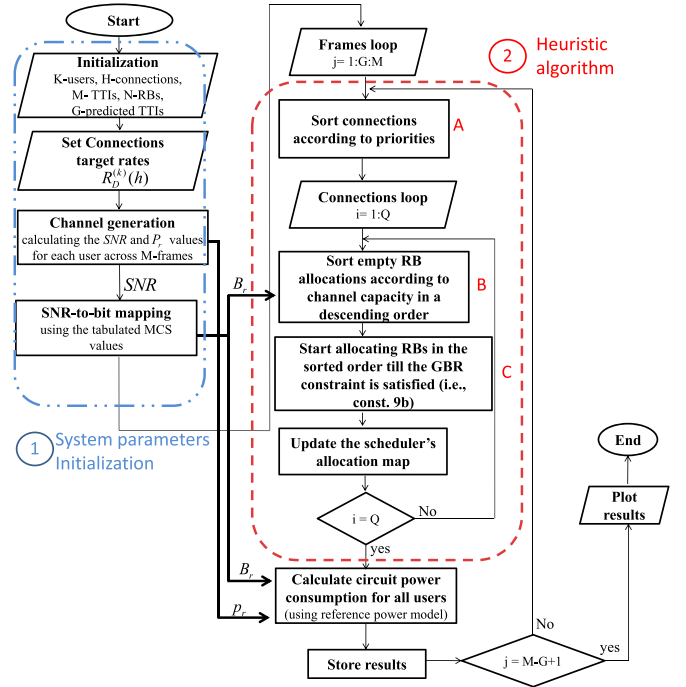 Start
Initialization
K-users, H-connections,
M- TTIs, N-RBs,
G-predicted TTIs
Set Connections
target rates
R_D^(k)(h)
Channel generation
calculating the SNR and P_r values
for each user across M-frames
SNR
SNR-to-bit mapping
using the tabulated MCS
values
1 System parameters
Initialization
Frames loop
j= 1:G:M
2 Heuristic
algorithm
Sort connections
according to priorities
A
Connections loop
i= 1:Q
B_r
Sort empty RB
allocations according to
channel capacity in a
descending order
B
Start allocating RBs in the
sorted order till the GBR
constraint is satisfied (i.e.,
const. 9b)
C
Update the scheduler's
allocation map
i = Q
No
yes
B_r
p_r
Calculate circuit power
consumption for all users
(using reference power model)
Store results
j = M-G+1
No
yes
Plot
results
End